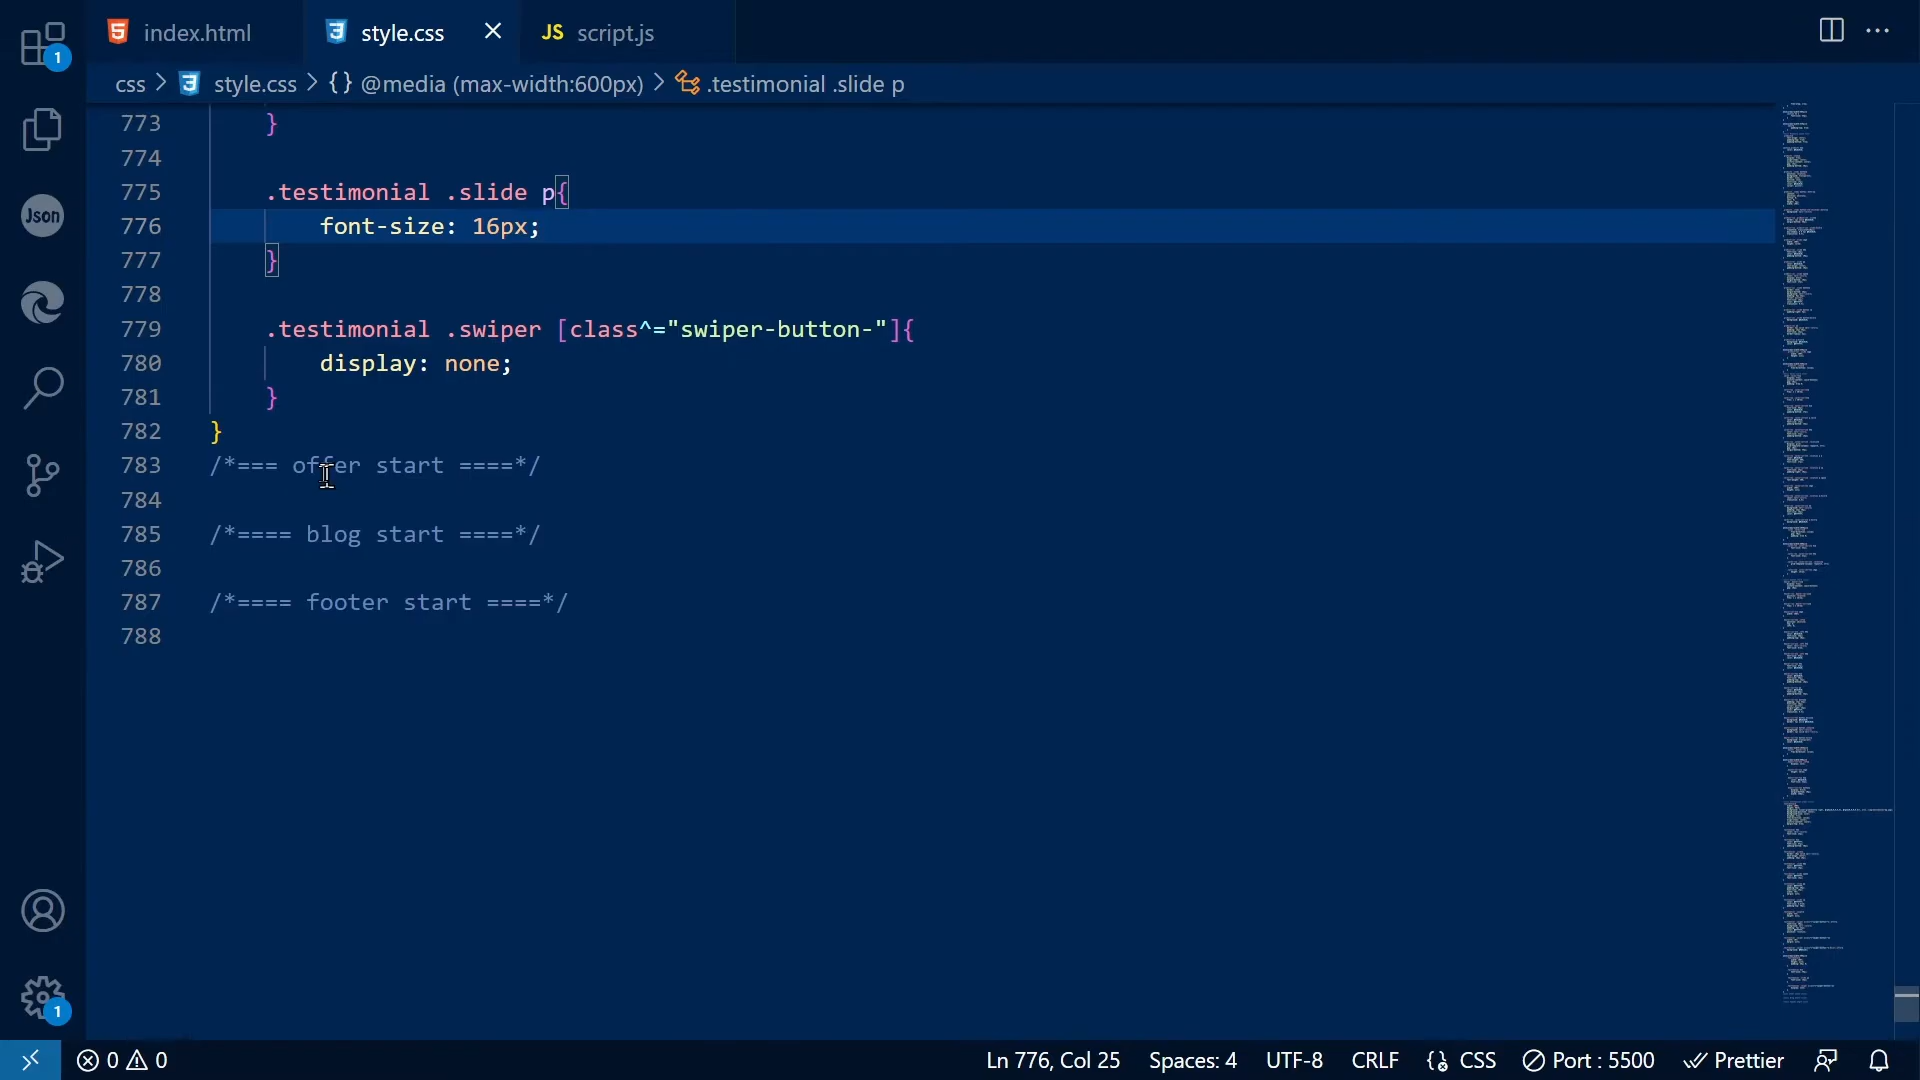 index.html
style.css
JS script.js
css > style.css > {} @media (max-width:600px) > .testimonial .slide p
773 }
774
775 .testimonial .slide p{
776 font-size: 16px;
777 }
778
779 .testimonial .swiper [class^="swiper-button-"]{
780 display: none;
781 }
782 }
783 /*=== offer start ====*/
784
785 /*==== blog start ====*/
786
787 /*==== footer start ====*/
788
1
Json
1
0 0
Ln 776, Col 25
Spaces: 4
UTF-8
CRLF
CSS
Port : 5500
Prettier